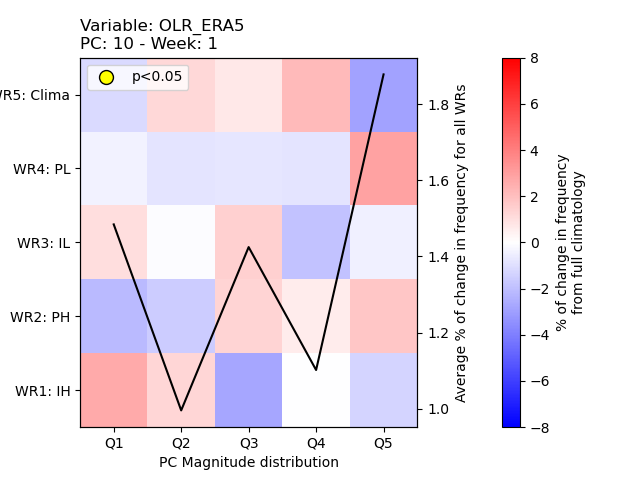 Variable: OLR_ERA5
PC: 10 - Week: 1
p<0.05
R5: Clima
WR4: PL
WR3: IL
WR2: PH
WR1: IH
Q1 Q2 Q3 Q4 Q5
PC Magnitude distribution
1.8
1.6
1.4
1.2
1.0
Average % of change in frequency for all WRs
8
6
4
2
0
−2
−4
−6
−8
% of change in frequency
from full climatology